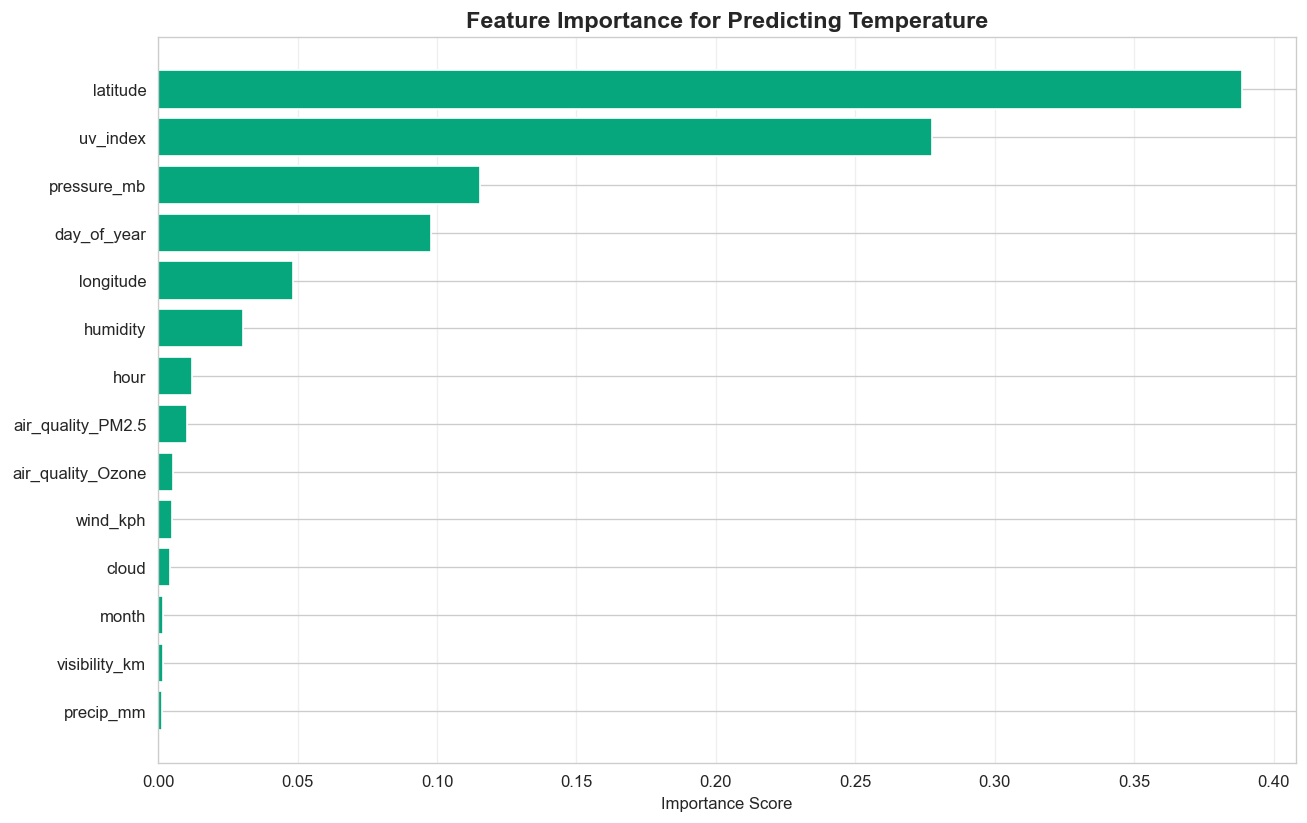 Feature Importance for Predicting Temperature
latitude
uv_index
pressure_mb
day_of_year
longitude
humidity
hour
air_quality_PM2.5
air_quality_Ozone
wind_kph
cloud
month
visibility_km
precip_mm
0.00 0.05 0.10 0.15 0.20 0.25 0.30 0.35 0.40
Importance Score